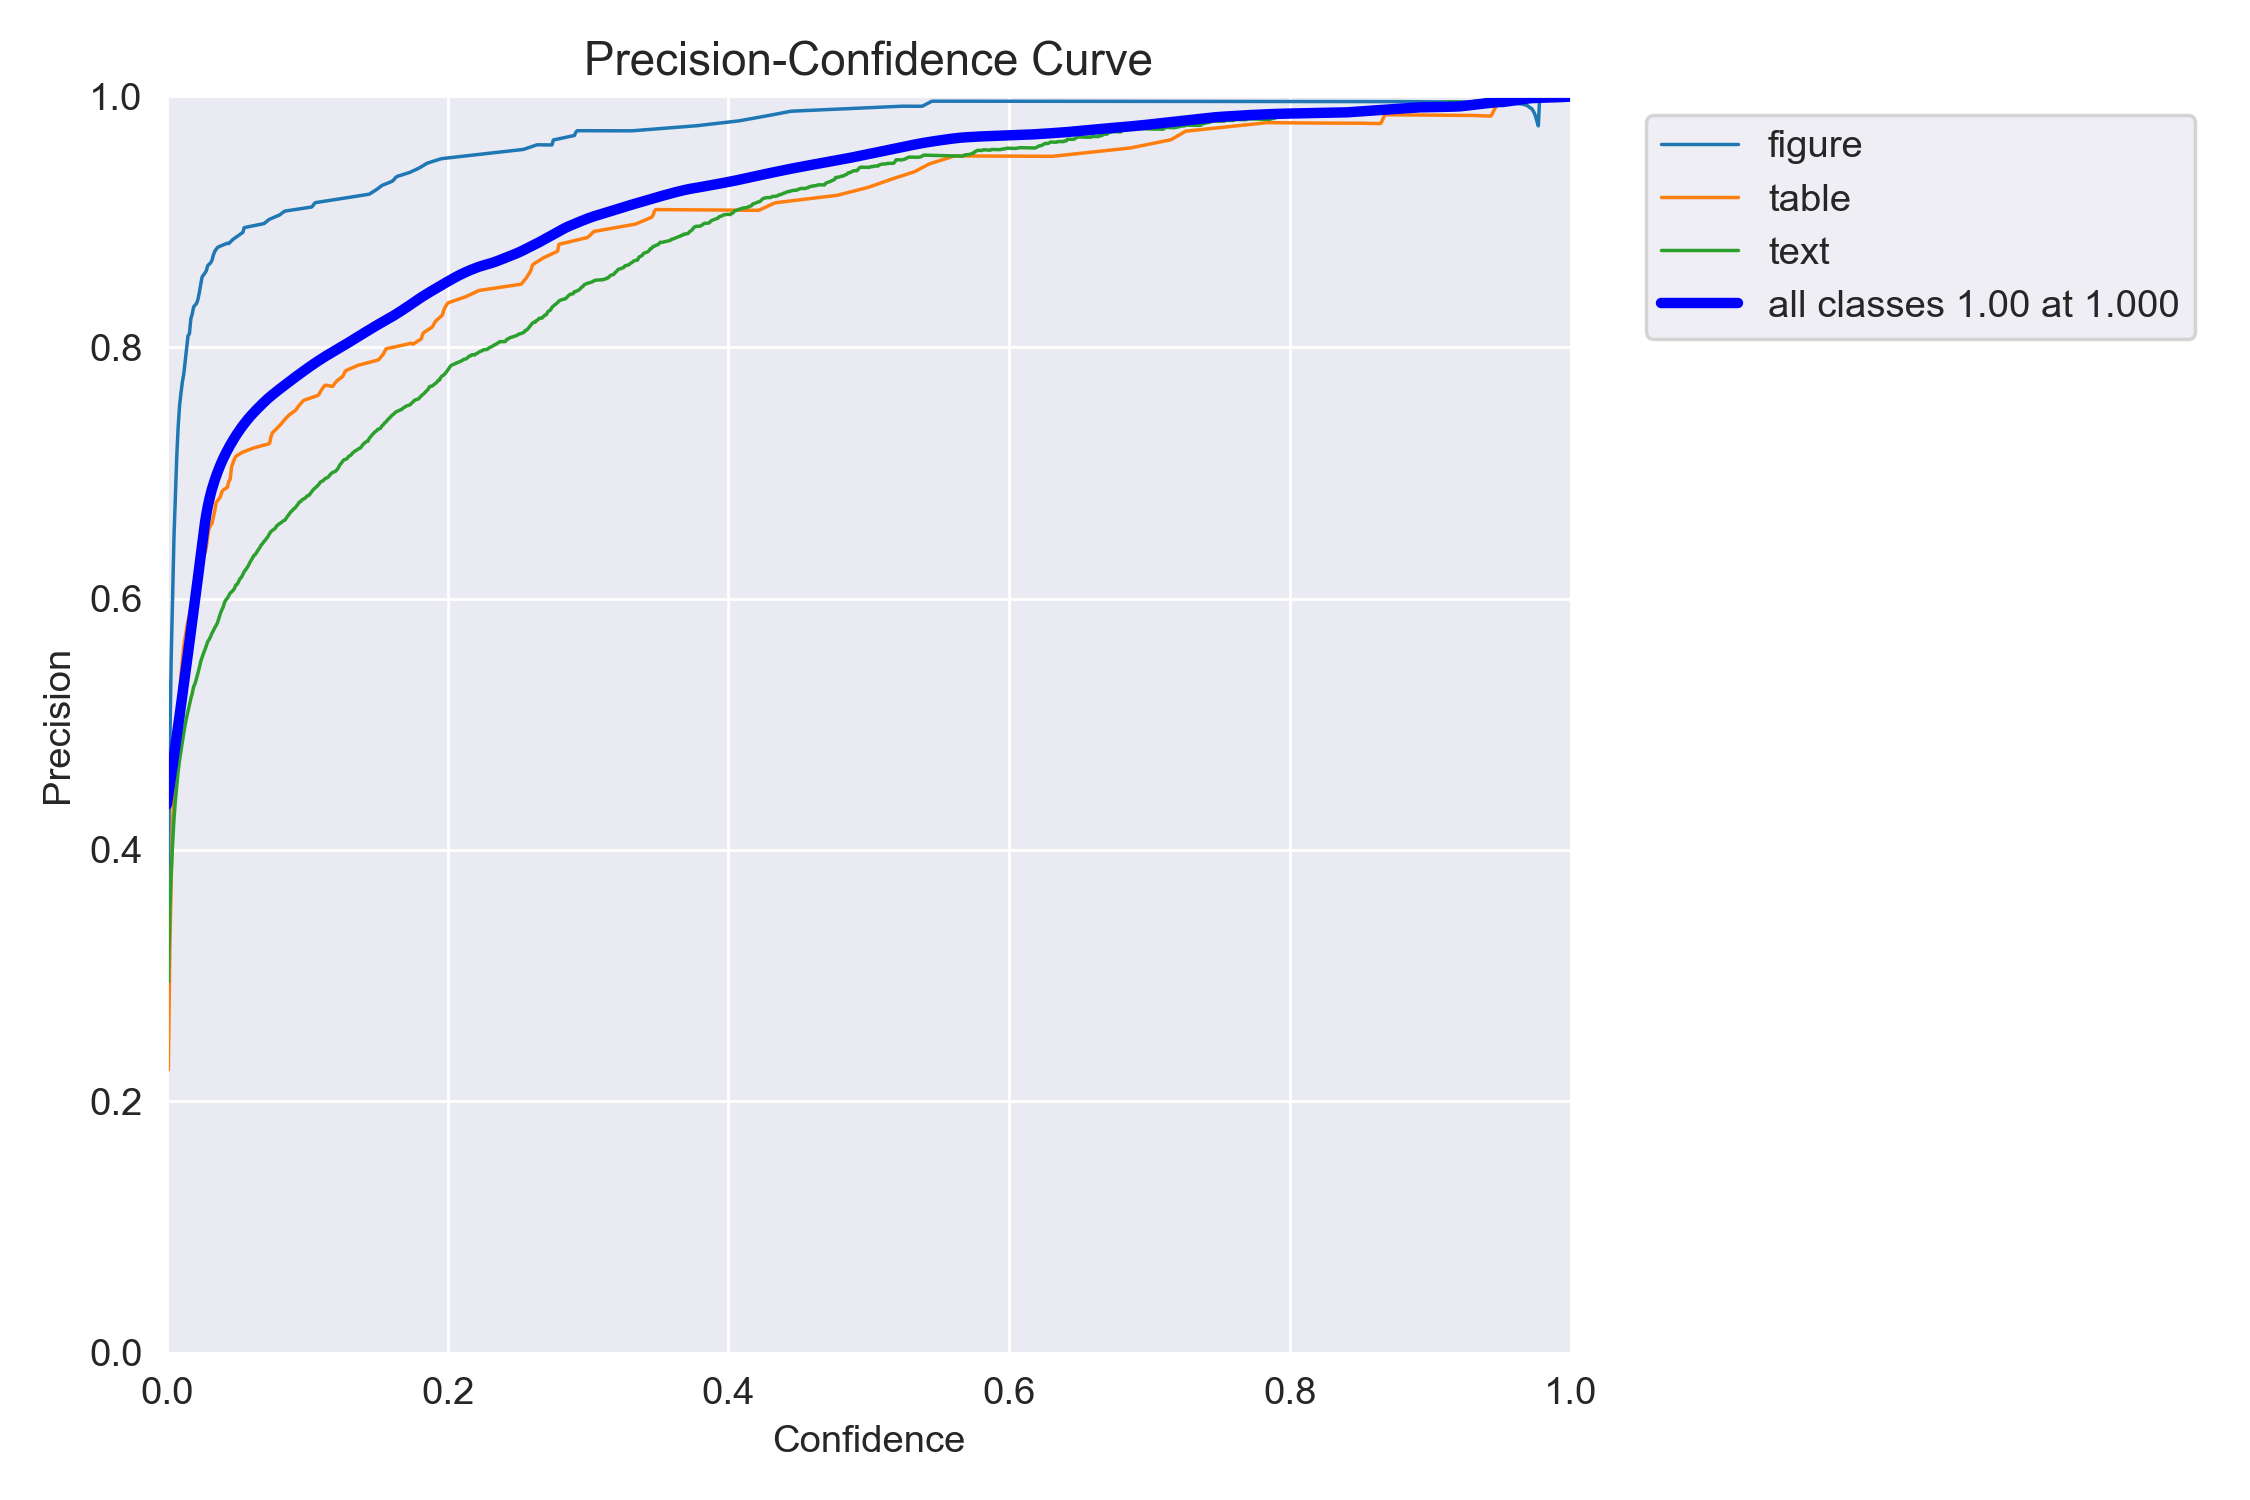 Precision-Confidence Curve
1.0
0.8
0.6
0.4
0.2
0.0
Precision
0.0 0.2 0.4 0.6 0.8 1.0
Confidence
figure
table
text
all classes 1.00 at 1.000